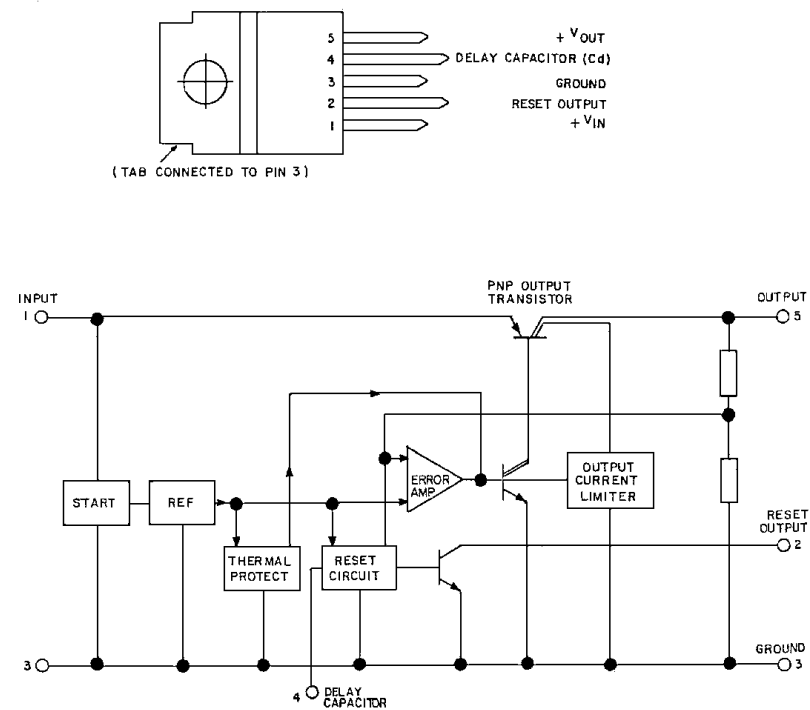 5 + VOUT
4 DELAY CAPACITOR (Cd)
3 GROUND
2 RESET OUTPUT
1 + VIN
(TAB CONNECTED TO PIN 3)
PNP OUTPUT
TRANSISTOR
INPUT
1
OUTPUT
5
START
REF
ERROR
AMP.
OUTPUT
CURRENT
LIMITER
RESET
OUTPUT
2
THERMAL
PROTECT
RESET
CIRCUIT
3
GROUND
3
4 DELAY
CAPACITOR